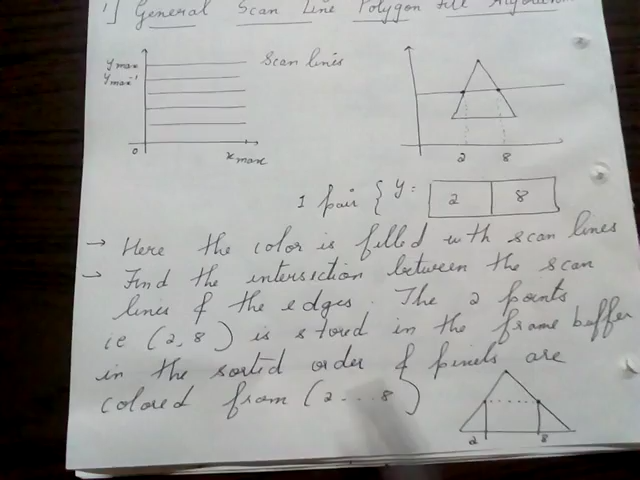 1] General Scan Line Polygon Fill Algorithm
ymax
ymax-1
Scan lines
0
xmax
2 8
1 pair { y = 2 8
→ Here the color is filled with scan lines
→ Find the intersection between the scan
lines & the edges. The 2 points
ie (2, 8) is stored in the frame buffer
in the sorted order & pixels are
colored from (2 ... 8)
2 8